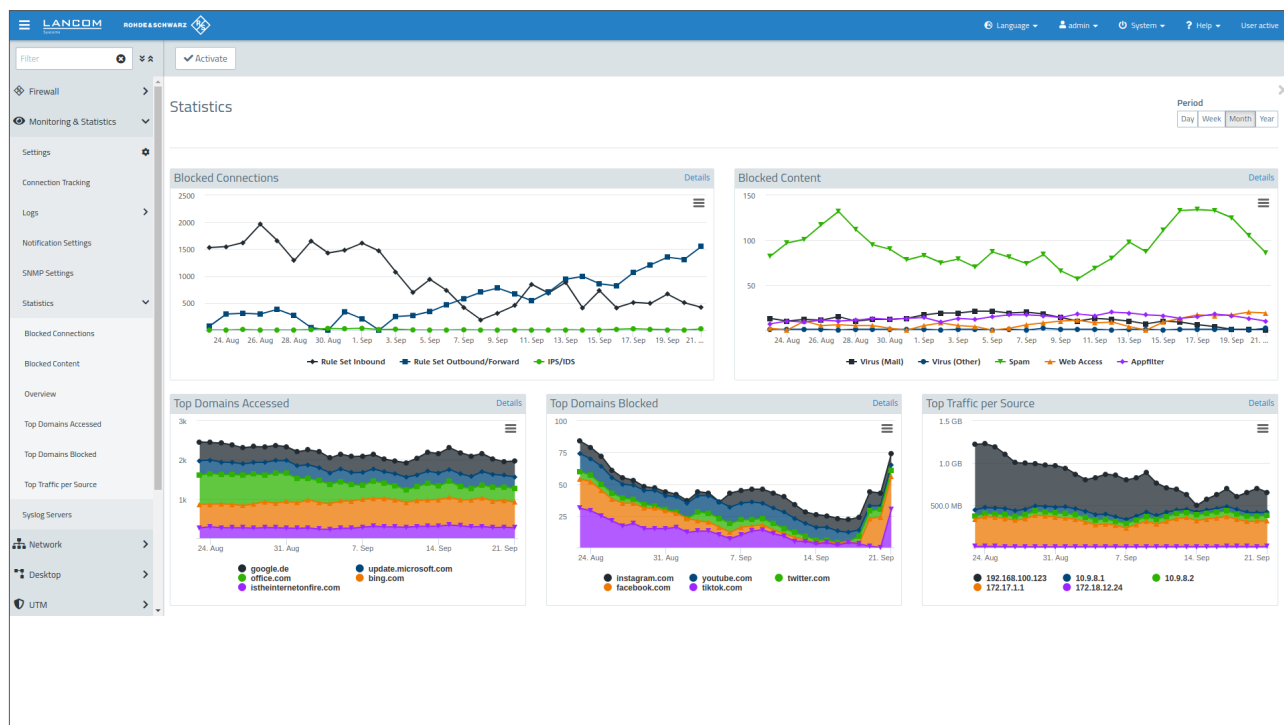 LANCOM
Systems
ROHDE&SCHWARZ
Language
admin
System
? Help
User active
Filter
Activate
Firewall
Monitoring & Statistics
Settings
Connection Tracking
Logs
Notification Settings
SNMP Settings
Statistics
Blocked Connections
Blocked Content
Overview
Top Domains Accessed
Top Domains Blocked
Top Traffic per Source
Syslog Servers
Network
Desktop
UTM
Statistics
Period
Day Week Month Year
Blocked Connections Details
2500
2000
1500
1000
500
24. Aug 26. Aug 28. Aug 30. Aug 1. Sep 3. Sep 5. Sep 7. Sep 9. Sep 11. Sep 13. Sep 15. Sep 17. Sep 19. Sep 21. ...
Rule Set Inbound Rule Set Outbound/Forward IPS/IDS
Blocked Content Details
150
100
50
24. Aug 26. Aug 28. Aug 30. Aug 1. Sep 3. Sep 5. Sep 7. Sep 9. Sep 11. Sep 13. Sep 15. Sep 17. Sep 19. Sep 21. ...
Virus (Mail) Virus (Other) Spam Web Access Appfilter
Top Domains Accessed Details
3k
2k
1k
24. Aug 31. Aug 7. Sep 14. Sep 21. Sep
google.de update.microsoft.com
office.com bing.com
istheinternetonfire.com
Top Domains Blocked Details
100
75
50
25
24. Aug 31. Aug 7. Sep 14. Sep 21. Sep
instagram.com youtube.com twitter.com
facebook.com tiktok.com
Top Traffic per Source Details
1.5 GB
1.0 GB
500.0 MB
24. Aug 31. Aug 7. Sep 14. Sep 21. Sep
192.168.100.123 10.9.8.1 10.9.8.2
172.17.1.1 172.18.12.24